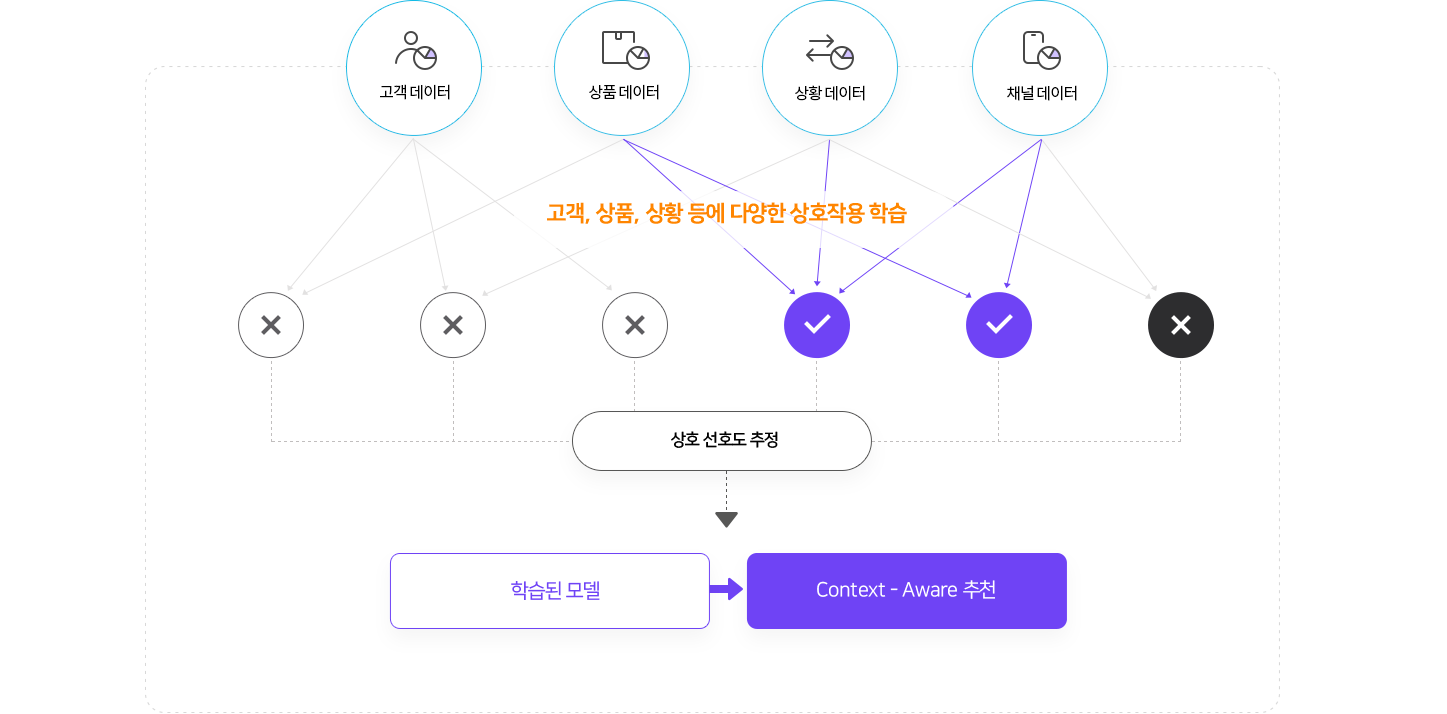 고객 데이터
상품 데이터
상황 데이터
채널 데이터
고객, 상품, 상황 등에 다양한 상호작용 학습
상호 선호도 추정
학습된 모델
Context - Aware 추천